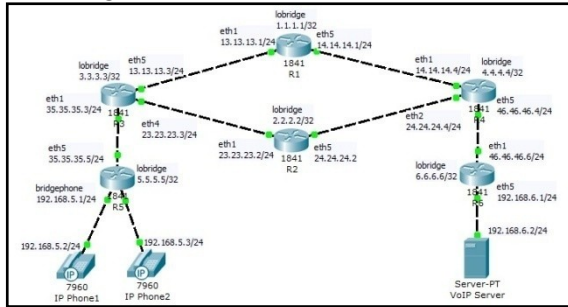 lobridge
1.1.1.1/32
eth1
13.13.13.1/24
eth5
14.14.14.1/24
1841
R1
lobridge
3.3.3.3/32
eth5
13.13.13.3/24
eth1
35.35.35.3/24
1841
R3
eth4
23.23.23.3/24
eth1
14.14.14.4/24
lobridge
4.4.4.4/32
1841
R4
eth5
46.46.46.4/24
eth2
24.24.24.4/24
lobridge
2.2.2.2/32
eth1
23.23.23.2/24
eth5
24.24.24.2
1841
R2
eth5
35.35.35.5/24
lobridge
5.5.5.5/32
1841
R5
bridgephone
192.168.5.1/24
eth1
46.46.46.6/24
lobridge
6.6.6.6/32
1841
R6
eth5
192.168.6.1/24
192.168.5.2/24
192.168.5.3/24
192.168.6.2/24
IP
7960
IP Phone1
IP
7960
IP Phone2
Server-PT
VoIP Server